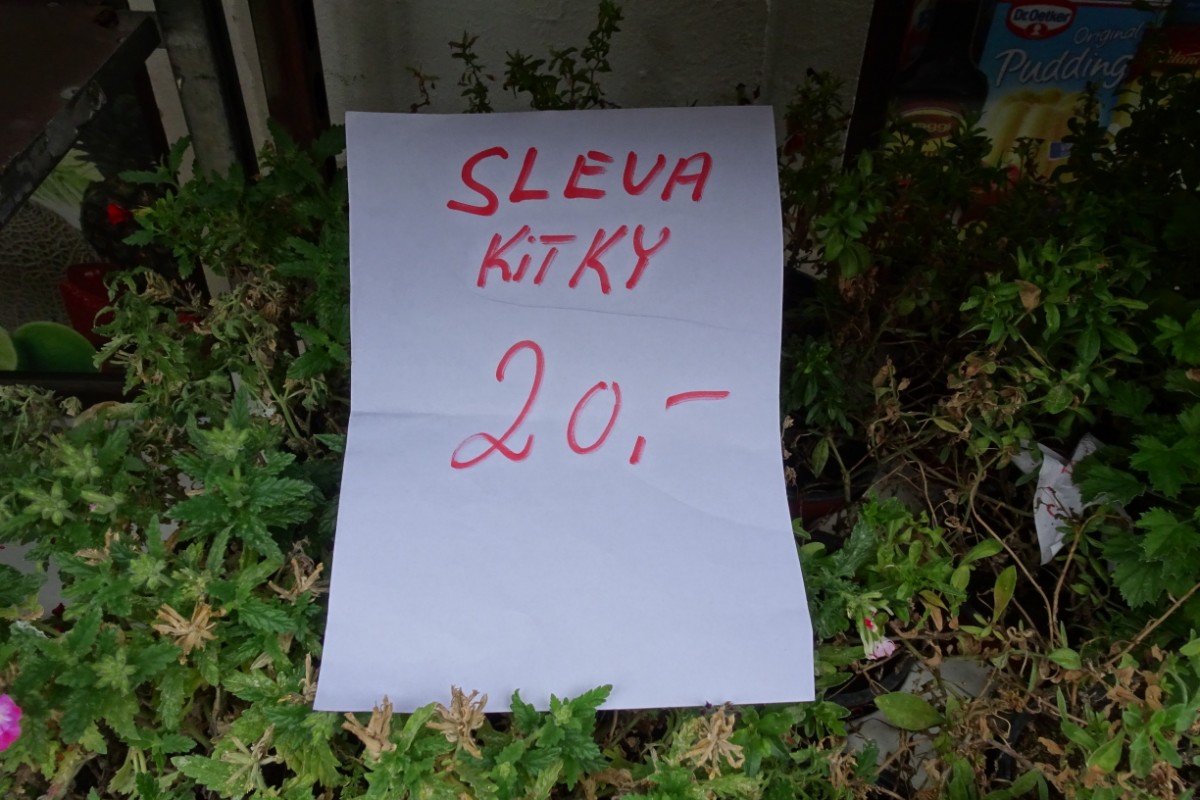 SLEVA
KiTKY
20,-
Dr. Oetker
Original
Pudding